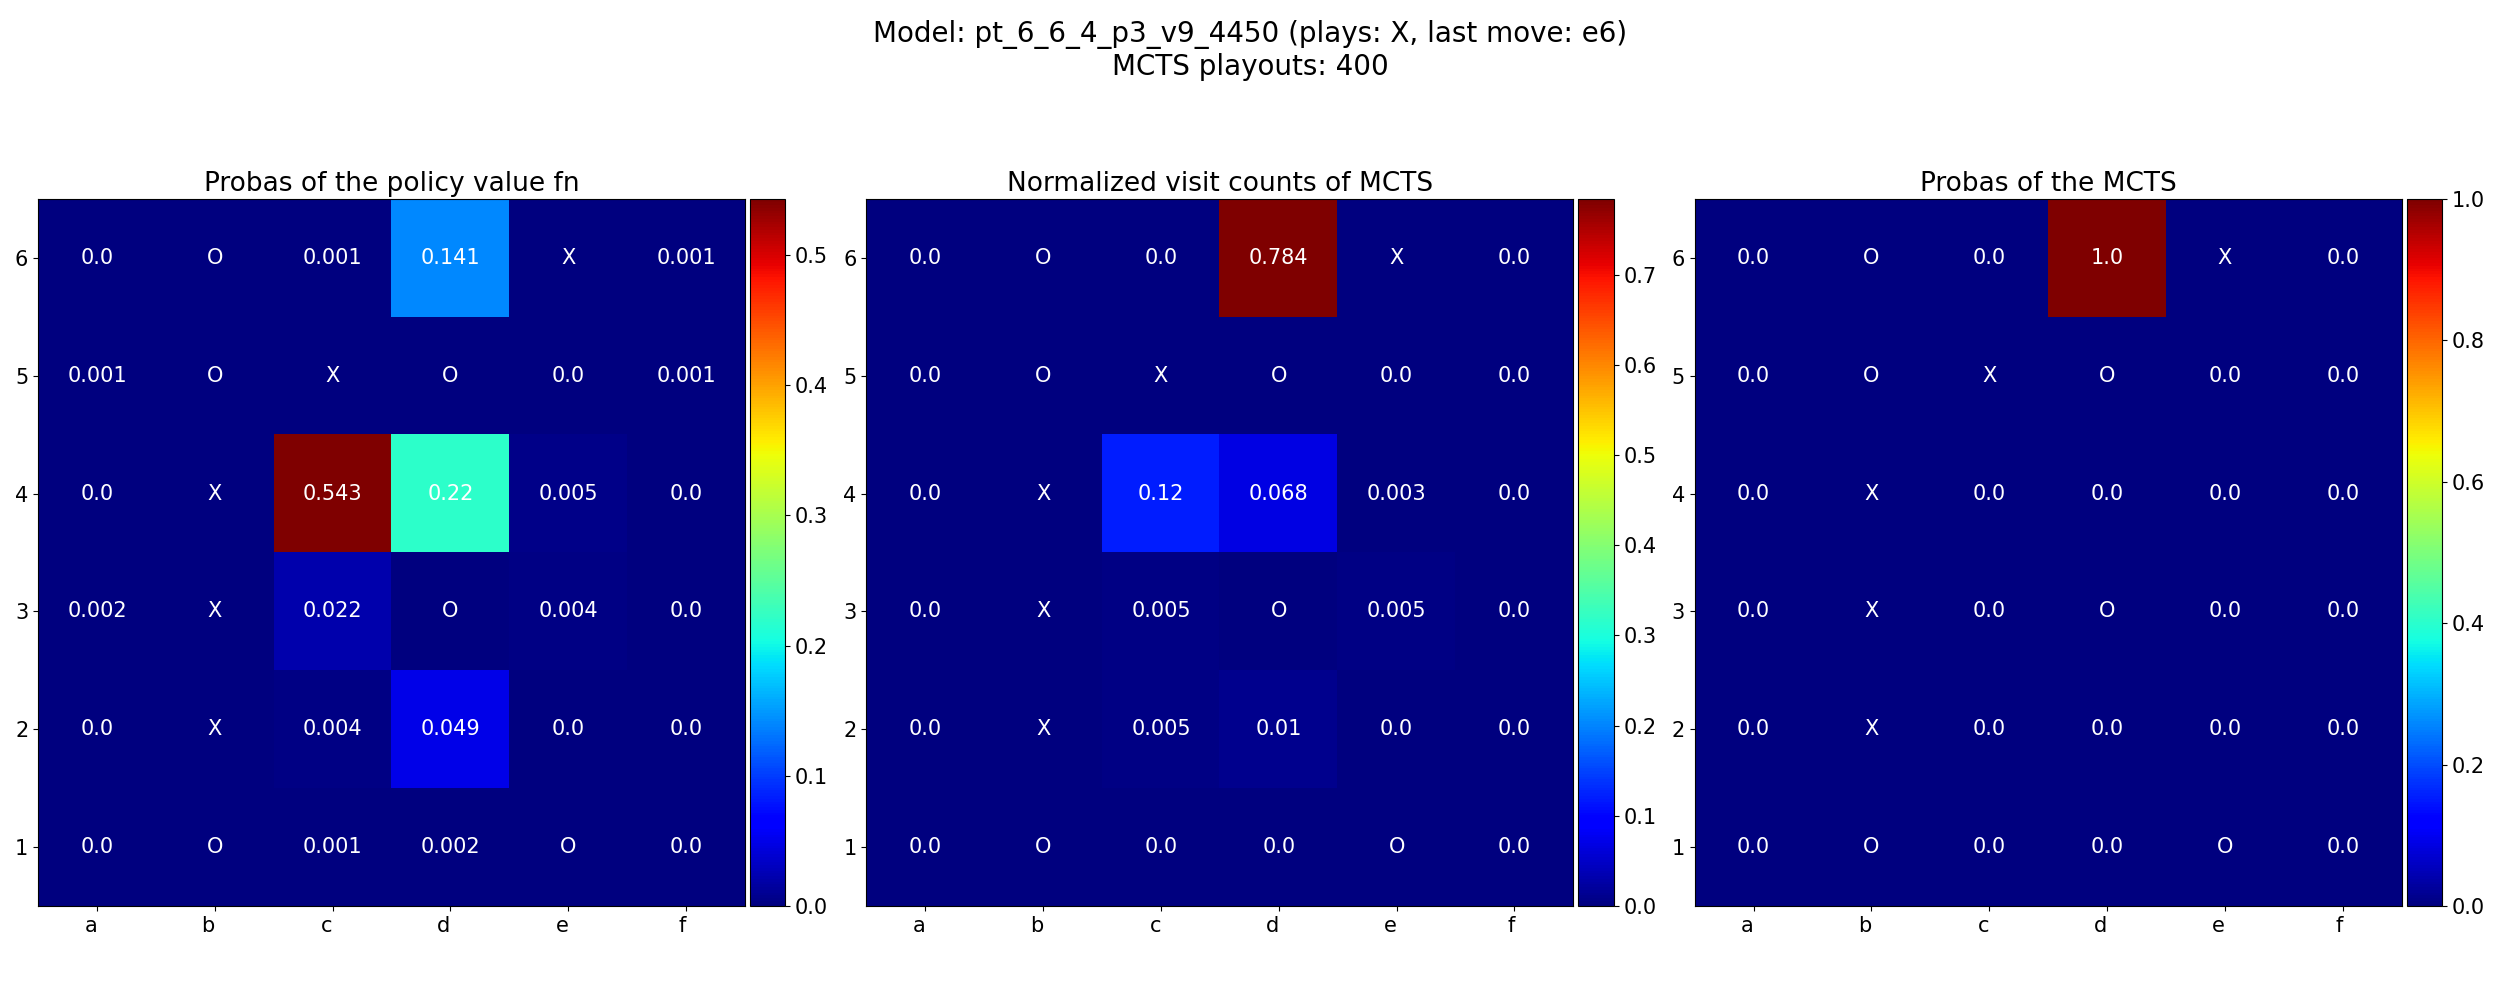 Model: pt_6_6_4_p3_v9_4450 (plays: X, last move: e6)
MCTS playouts: 400
Probas of the policy value fn
6 0.0 O 0.001 0.141 X 0.001
5 0.001 O X O 0.0 0.001
4 0.0 X 0.543 0.22 0.005 0.0
3 0.002 X 0.022 O 0.004 0.0
2 0.0 X 0.004 0.049 0.0 0.0
1 0.0 O 0.001 0.002 O 0.0
a b c d e f
0.5
0.4
0.3
0.2
0.1
0.0
Normalized visit counts of MCTS
6 0.0 O 0.0 0.784 X 0.0
5 0.0 O X O 0.0 0.0
4 0.0 X 0.12 0.068 0.003 0.0
3 0.0 X 0.005 O 0.005 0.0
2 0.0 X 0.005 0.01 0.0 0.0
1 0.0 O 0.0 0.0 O 0.0
a b c d e f
0.7
0.6
0.5
0.4
0.3
0.2
0.1
0.0
Probas of the MCTS
6 0.0 O 0.0 1.0 X 0.0
5 0.0 O X O 0.0 0.0
4 0.0 X 0.0 0.0 0.0 0.0
3 0.0 X 0.0 O 0.0 0.0
2 0.0 X 0.0 0.0 0.0 0.0
1 0.0 O 0.0 0.0 O 0.0
a b c d e f
1.0
0.8
0.6
0.4
0.2
0.0